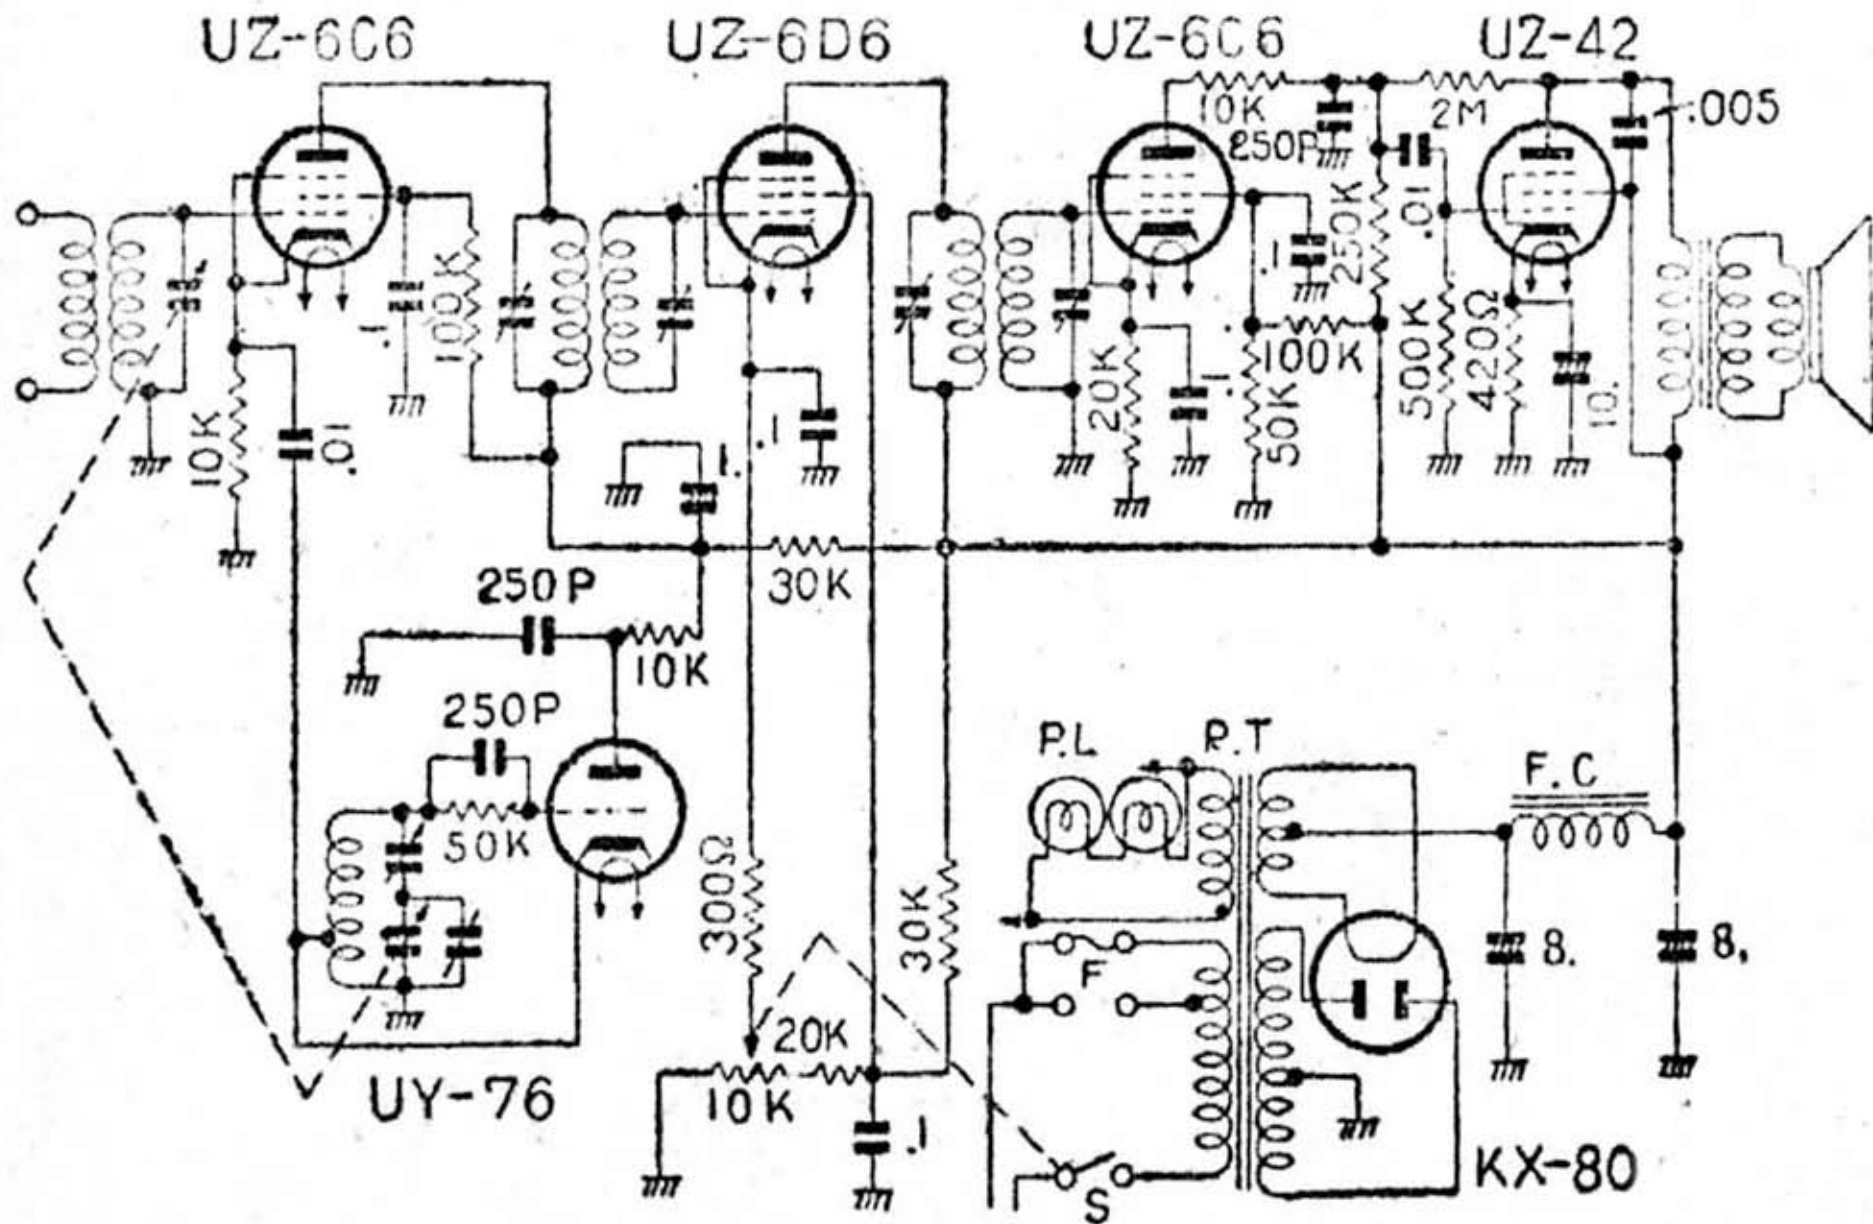 UZ-6C6
UZ-6D6
UZ-6C6
UZ-42
10K
250P
2M
.005
.1
100K
.1
250K
.01
10K
.01
.1
.1
20K
.1
50K
100K
500K
420Ω
10.
30K
250P
10K
250P
50K
UY-76
300Ω
30K
20K
10K
.1
P.L
R.T
F.C
F
S
8.
8.
KX-80